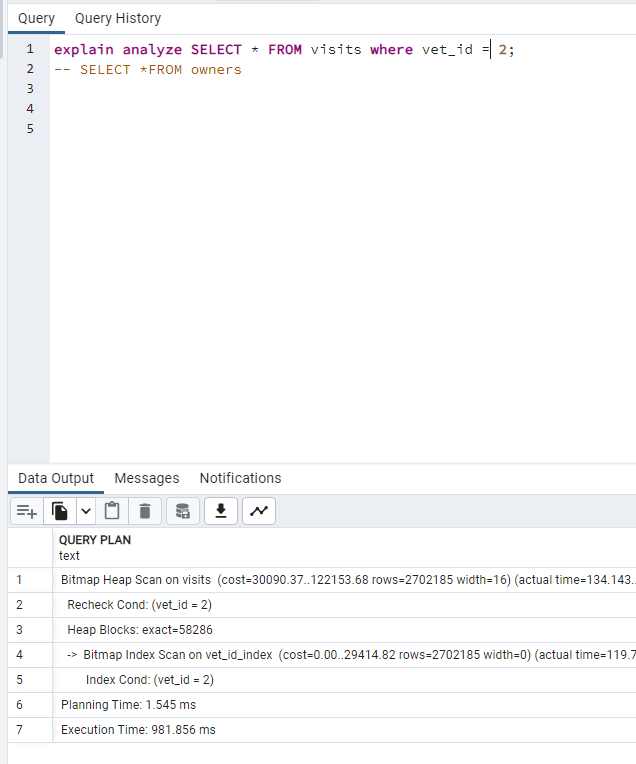 Query Query History
1 explain analyze SELECT * FROM visits where vet_id = 2;
2 -- SELECT *FROM owners
3
4
5
Data Output Messages Notifications
QUERY PLAN
text
1 Bitmap Heap Scan on visits (cost=30090.37..122153.68 rows=2702185 width=16) (actual time=134.143..
2 Recheck Cond: (vet_id = 2)
3 Heap Blocks: exact=58286
4 -> Bitmap Index Scan on vet_id_index (cost=0.00..29414.82 rows=2702185 width=0) (actual time=119.7
5 Index Cond: (vet_id = 2)
6 Planning Time: 1.545 ms
7 Execution Time: 981.856 ms